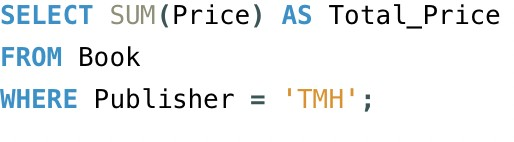 SELECT SUM(Price) AS Total_Price
FROM Book
WHERE Publisher = 'TMH';